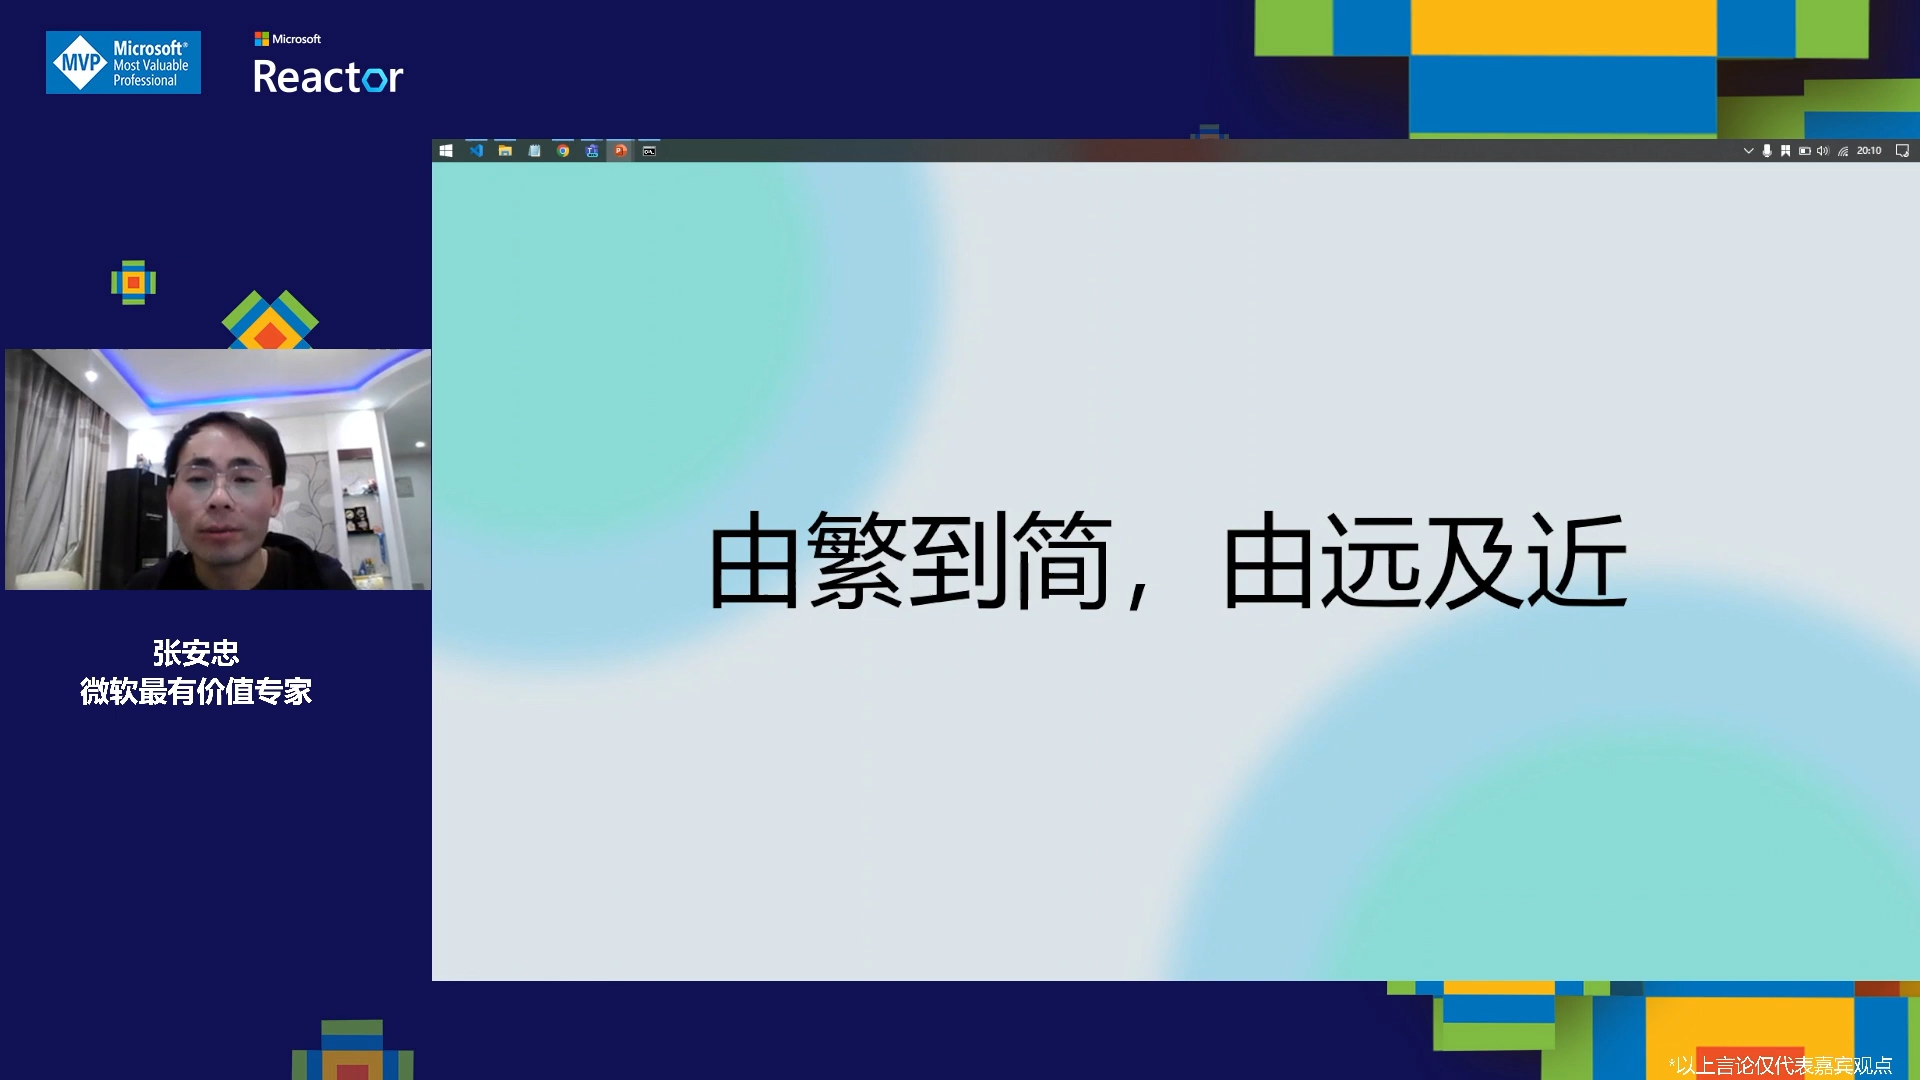 MVP
Microsoft®
Most Valuable
Professional
Microsoft
Reactor
20:10
由繁到简，由远及近
张安忠
微软最有价值专家
*以上言论仅代表嘉宾观点